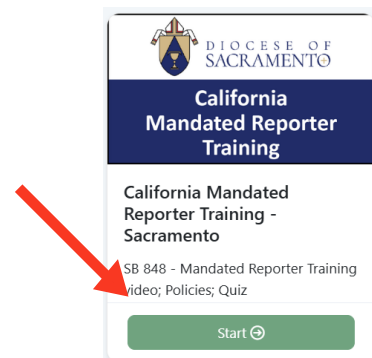 DIOCESE OF
SACRAMENTO
California
Mandated Reporter
Training
California Mandated
Reporter Training -
Sacramento
SB 848 - Mandated Reporter Training
video; Policies; Quiz
Start